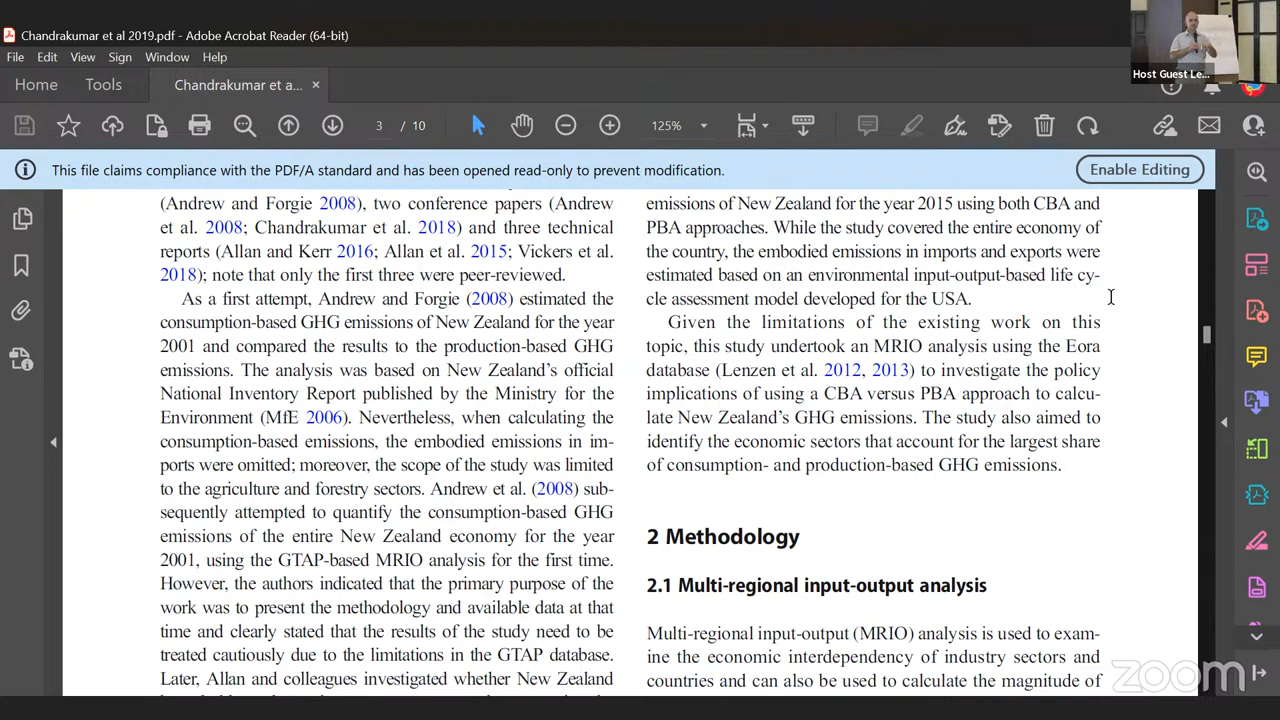 Chandrakumar et al 2019.pdf - Adobe Acrobat Reader (64-bit)
File Edit View Sign Window Help
Home Tools Chandrakumar et a... ×
3 / 10 125%
This file claims compliance with the PDF/A standard and has been opened read-only to prevent modification.
Enable Editing
Host Guest Le...
(Andrew and Forgie 2008), two conference papers (Andrew
et al. 2008; Chandrakumar et al. 2018) and three technical
reports (Allan and Kerr 2016; Allan et al. 2015; Vickers et al.
2018); note that only the first three were peer-reviewed.
As a first attempt, Andrew and Forgie (2008) estimated the
consumption-based GHG emissions of New Zealand for the year
2001 and compared the results to the production-based GHG
emissions. The analysis was based on New Zealand's official
National Inventory Report published by the Ministry for the
Environment (MfE 2006). Nevertheless, when calculating the
consumption-based emissions, the embodied emissions in im-
ports were omitted; moreover, the scope of the study was limited
to the agriculture and forestry sectors. Andrew et al. (2008) sub-
sequently attempted to quantify the consumption-based GHG
emissions of the entire New Zealand economy for the year
2001, using the GTAP-based MRIO analysis for the first time.
However, the authors indicated that the primary purpose of the
work was to present the methodology and available data at that
time and clearly stated that the results of the study need to be
treated cautiously due to the limitations in the GTAP database.
Later, Allan and colleagues investigated whether New Zealand
emissions of New Zealand for the year 2015 using both CBA and
PBA approaches. While the study covered the entire economy of
the country, the embodied emissions in imports and exports were
estimated based on an environmental input-output-based life cy-
cle assessment model developed for the USA.
Given the limitations of the existing work on this
topic, this study undertook an MRIO analysis using the Eora
database (Lenzen et al. 2012, 2013) to investigate the policy
implications of using a CBA versus PBA approach to calcu-
late New Zealand's GHG emissions. The study also aimed to
identify the economic sectors that account for the largest share
of consumption- and production-based GHG emissions.
2 Methodology
2.1 Multi-regional input-output analysis
Multi-regional input-output (MRIO) analysis is used to exam-
ine the economic interdependency of industry sectors and
countries and can also be used to calculate the magnitude of
zoom